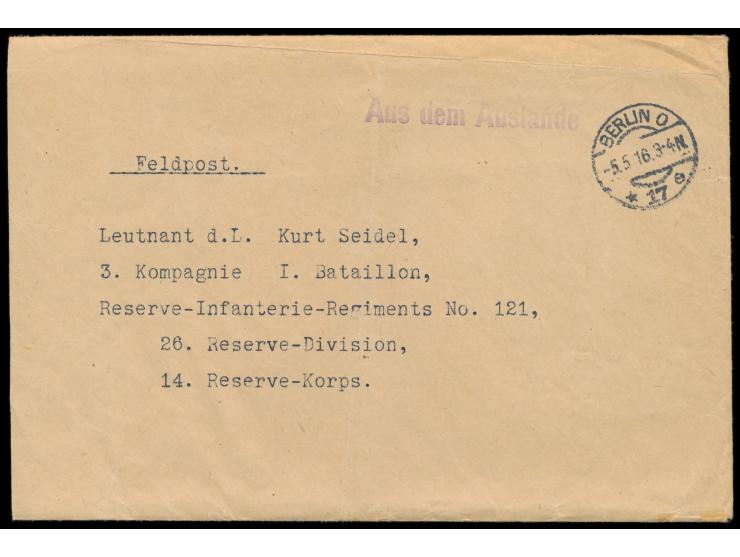 Aus dem Auslande
BERLIN O
-5.5.16.3-4N.
* 17 e
Feldpost.
Leutnant d.L. Kurt Seidel,
3. Kompagnie I. Bataillon,
Reserve-Infanterie-Regiments No. 121,
26. Reserve-Division,
14. Reserve-Korps.